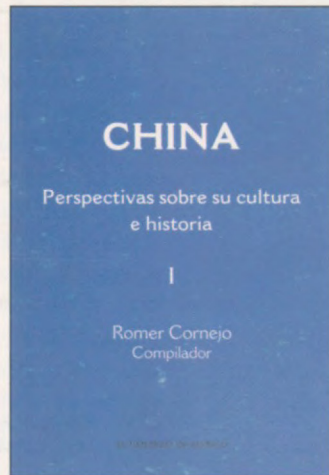 CHINA
Perspectivas sobre su cultura
e historia
I
Romer Cornejo
Compilador